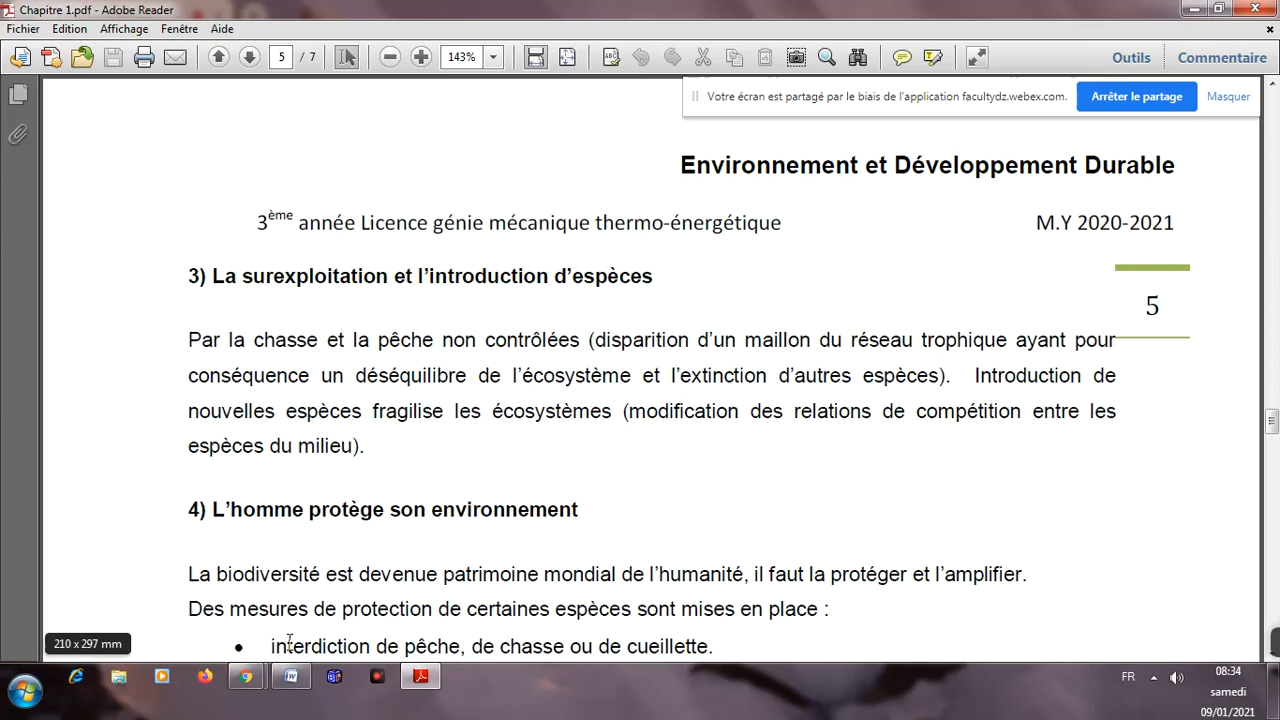 Chapitre 1.pdf - Adobe Reader
Fichier Edition Affichage Fenêtre Aide
5 / 7 143% Outils Commentaire
Votre écran est partagé par le biais de l'application facultydz.webex.com. Arrêter le partage Masquer
Environnement et Développement Durable
3ème année Licence génie mécanique thermo-énergétique M.Y 2020-2021
3) La surexploitation et l'introduction d'espèces
5
Par la chasse et la pêche non contrôlées (disparition d'un maillon du réseau trophique ayant pour
conséquence un déséquilibre de l'écosystème et l'extinction d'autres espèces). Introduction de
nouvelles espèces fragilise les écosystèmes (modification des relations de compétition entre les
espèces du milieu).
4) L'homme protège son environnement
La biodiversité est devenue patrimoine mondial de l'humanité, il faut la protéger et l'amplifier.
Des mesures de protection de certaines espèces sont mises en place :
• interdiction de pêche, de chasse ou de cueillette.
210 x 297 mm
FR 08:34
samedi
09/01/2021